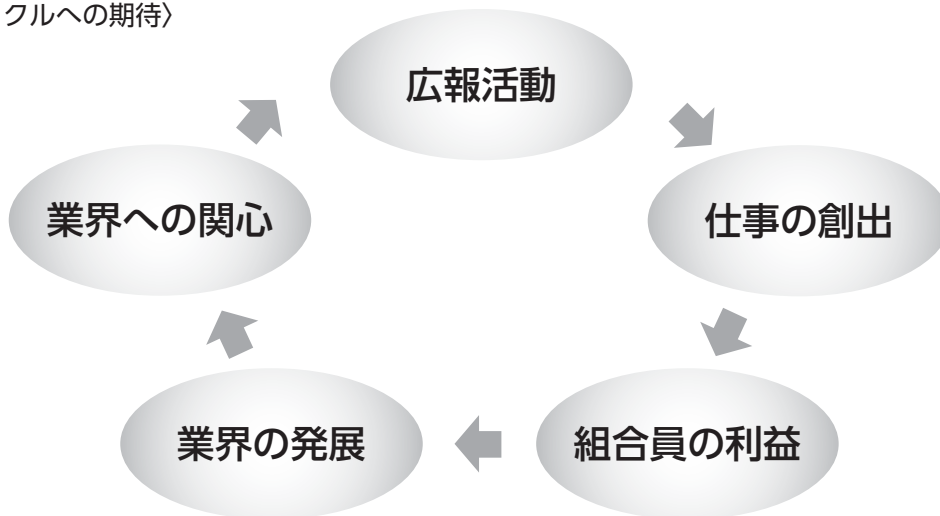 クルへの期待〉
広報活動
仕事の創出
組合員の利益
業界の発展
業界への関心